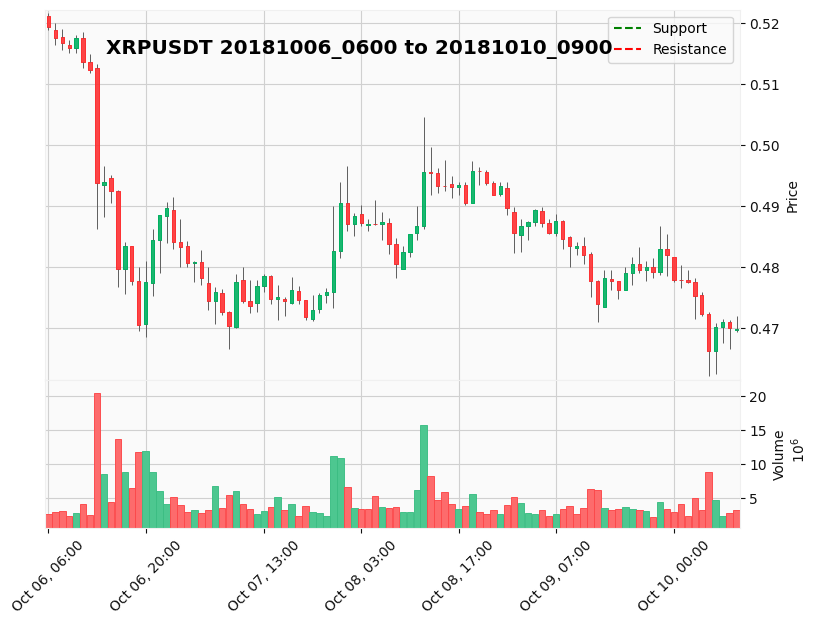 XRPUSDT 20181006_0600 to 20181010_0900
Support
Resistance
0.52
0.51
0.50
0.49
0.48
0.47
Price
20
15
10
5
Volume
10^6
Oct 06, 06:00
Oct 06, 20:00
Oct 07, 13:00
Oct 08, 03:00
Oct 08, 17:00
Oct 09, 07:00
Oct 10, 00:00